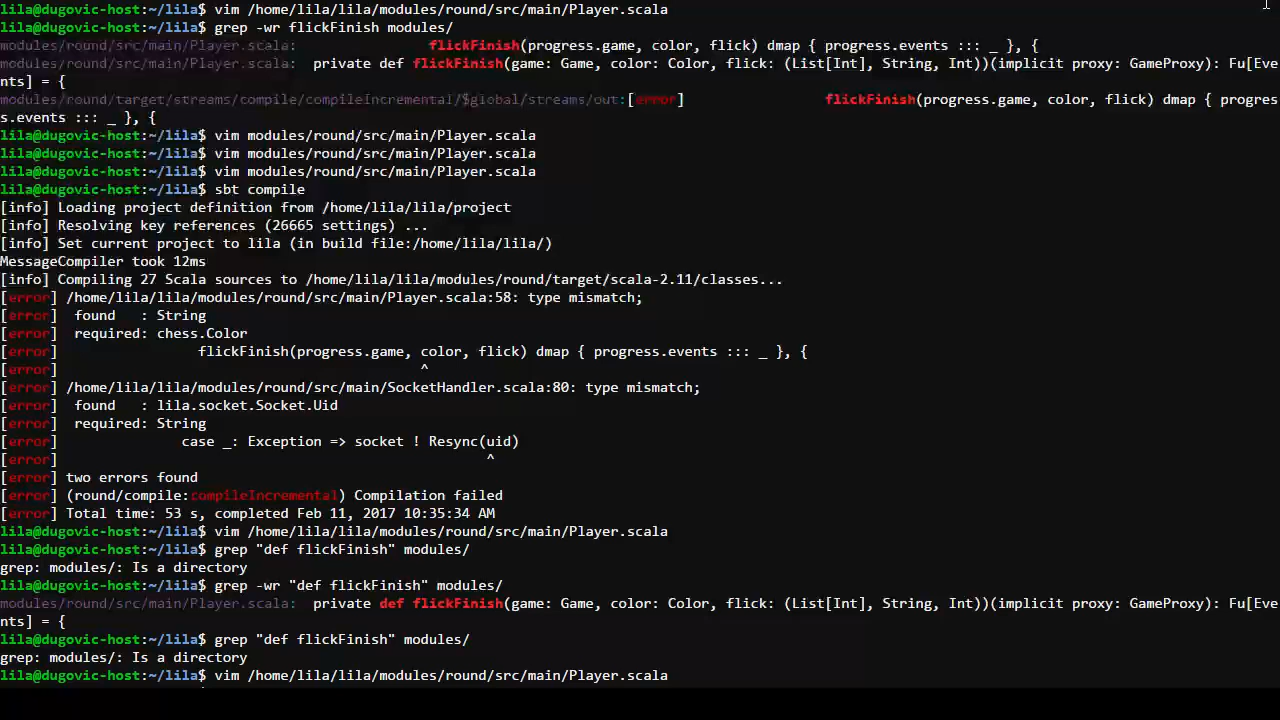 lila@dugovic-host:~/lila$ vim /home/lila/lila/modules/round/src/main/Player.scala
lila@dugovic-host:~/lila$ grep -wr flickFinish modules/
modules/round/src/main/Player.scala:                flickFinish(progress.game, color, flick) dmap { progress.events ::: _ }, {
modules/round/src/main/Player.scala:  private def flickFinish(game: Game, color: Color, flick: (List[Int], String, Int))(implicit proxy: GameProxy): Fu[Eve
nts] = {
modules/round/target/streams/compile/compileIncremental/$global/streams/out:[error]                 flickFinish(progress.game, color, flick) dmap { progres
s.events ::: _ }, {
lila@dugovic-host:~/lila$ vim modules/round/src/main/Player.scala
lila@dugovic-host:~/lila$ vim modules/round/src/main/Player.scala
lila@dugovic-host:~/lila$ vim modules/round/src/main/Player.scala
lila@dugovic-host:~/lila$ sbt compile
[info] Loading project definition from /home/lila/lila/project
[info] Resolving key references (26665 settings) ...
[info] Set current project to lila (in build file:/home/lila/lila/)
MessageCompiler took 12ms
[info] Compiling 27 Scala sources to /home/lila/lila/modules/round/target/scala-2.11/classes...
[error] /home/lila/lila/modules/round/src/main/Player.scala:58: type mismatch;
[error]  found   : String
[error]  required: chess.Color
[error]                 flickFinish(progress.game, color, flick) dmap { progress.events ::: _ }, {
[error]                                            ^
[error] /home/lila/lila/modules/round/src/main/SocketHandler.scala:80: type mismatch;
[error]  found   : lila.socket.Socket.Uid
[error]  required: String
[error]               case _: Exception => socket ! Resync(uid)
[error]                                                    ^
[error] two errors found
[error] (round/compile:compileIncremental) Compilation failed
[error] Total time: 53 s, completed Feb 11, 2017 10:35:34 AM
lila@dugovic-host:~/lila$ vim /home/lila/lila/modules/round/src/main/Player.scala
lila@dugovic-host:~/lila$ grep "def flickFinish" modules/
grep: modules/: Is a directory
lila@dugovic-host:~/lila$ grep -wr "def flickFinish" modules/
modules/round/src/main/Player.scala:  private def flickFinish(game: Game, color: Color, flick: (List[Int], String, Int))(implicit proxy: GameProxy): Fu[Eve
nts] = {
lila@dugovic-host:~/lila$ grep "def flickFinish" modules/
grep: modules/: Is a directory
lila@dugovic-host:~/lila$ vim /home/lila/lila/modules/round/src/main/Player.scala